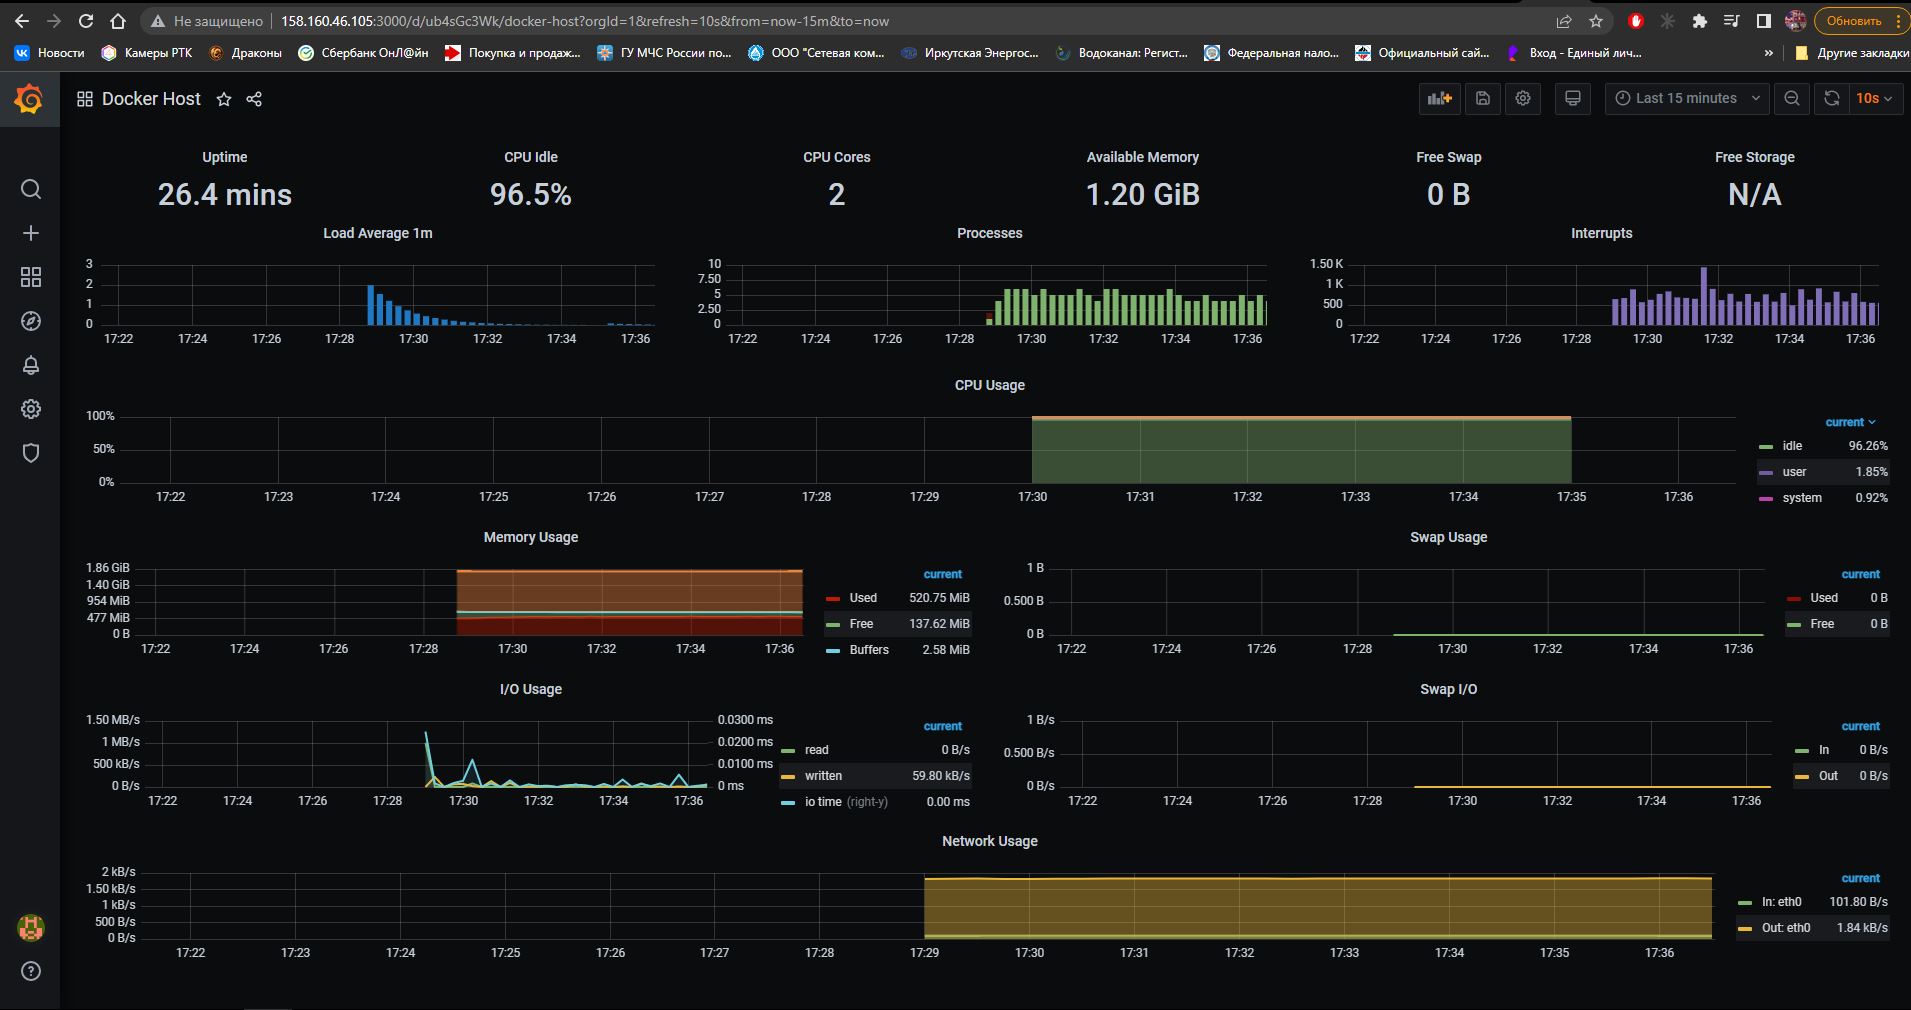 Не защищено | 158.160.46.105:3000/d/ub4sGc3Wk/docker-host?orgId=1&refresh=10s&from=now-15m&to=now
Обновить
Новости Камеры РТК Драконы Сбербанк ОнЛ@йн Покупка и продаж... ГУ МЧС России по... ООО "Сетевая ком... Иркутская Энергос... Водоканал: Регист... Федеральная нало... Официальный сай... Вход - Единый лич... » Другие закладки
Docker Host
Last 15 minutes
10s
Uptime
26.4 mins
CPU Idle
96.5%
CPU Cores
2
Available Memory
1.20 GiB
Free Swap
0 B
Free Storage
N/A
Load Average 1m
3
2
1
0
17:22 17:24 17:26 17:28 17:30 17:32 17:34 17:36
Processes
10
7.50
5
2.50
0
17:22 17:24 17:26 17:28 17:30 17:32 17:34 17:36
Interrupts
1.50 K
1 K
500
0
17:22 17:24 17:26 17:28 17:30 17:32 17:34 17:36
CPU Usage
100%
50%
0%
17:22 17:23 17:24 17:25 17:26 17:27 17:28 17:29 17:30 17:31 17:32 17:33 17:34 17:35 17:36
current
idle 96.26%
user 1.85%
system 0.92%
Memory Usage
1.86 GiB
1.40 GiB
954 MiB
477 MiB
0 B
17:22 17:24 17:26 17:28 17:30 17:32 17:34 17:36
current
Used 520.75 MiB
Free 137.62 MiB
Buffers 2.58 MiB
Swap Usage
1 B
0.500 B
0 B
17:22 17:24 17:26 17:28 17:30 17:32 17:34 17:36
current
Used 0 B
Free 0 B
I/O Usage
1.50 MB/s
1 MB/s
500 kB/s
0 B/s
0.0300 ms
0.0200 ms
0.0100 ms
0 ms
17:22 17:24 17:26 17:28 17:30 17:32 17:34 17:36
current
read 0 B/s
written 59.80 kB/s
io time (right-y) 0.00 ms
Swap I/O
1 B/s
0.500 B/s
0 B/s
17:22 17:24 17:26 17:28 17:30 17:32 17:34 17:36
current
In 0 B/s
Out 0 B/s
Network Usage
2 kB/s
1.50 kB/s
1 kB/s
500 B/s
0 B/s
17:22 17:23 17:24 17:25 17:26 17:27 17:28 17:29 17:30 17:31 17:32 17:33 17:34 17:35 17:36
current
In: eth0 101.80 B/s
Out: eth0 1.84 kB/s